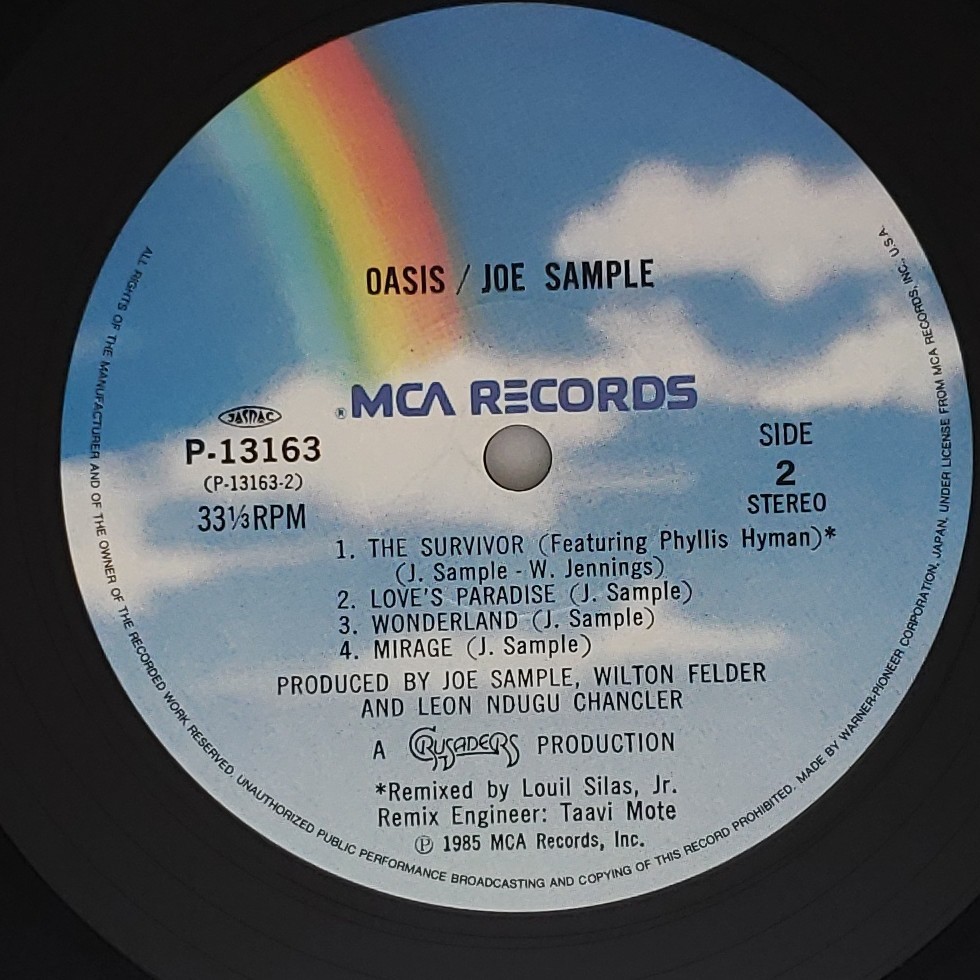 OASIS / JOE SAMPLE
® MCA RECORDS
JASRAC
P-13163
(P-13163-2)
33⅓RPM
SIDE
2
STEREO
1. THE SURVIVOR (Featuring Phyllis Hyman)*
(J. Sample - W. Jennings)
2. LOVE'S PARADISE (J. Sample)
3. WONDERLAND (J. Sample)
4. MIRAGE (J. Sample)
PRODUCED BY JOE SAMPLE, WILTON FELDER
AND LEON NDUGU CHANCLER
A CRUSADERS PRODUCTION
*Remixed by Louil Silas, Jr.
Remix Engineer: Taavi Mote
℗ 1985 MCA Records, Inc.
ALL RIGHTS OF THE MANUFACTURER AND OF THE OWNER OF THE RECORDED WORK RESERVED. UNAUTHORIZED PUBLIC PERFORMANCE BROADCASTING AND COPYING OF THIS RECORD PROHIBITED. MADE BY WARNER-PIONEER CORPORATION, JAPAN, UNDER LICENSE FROM MCA RECORDS, INC., U.S.A.